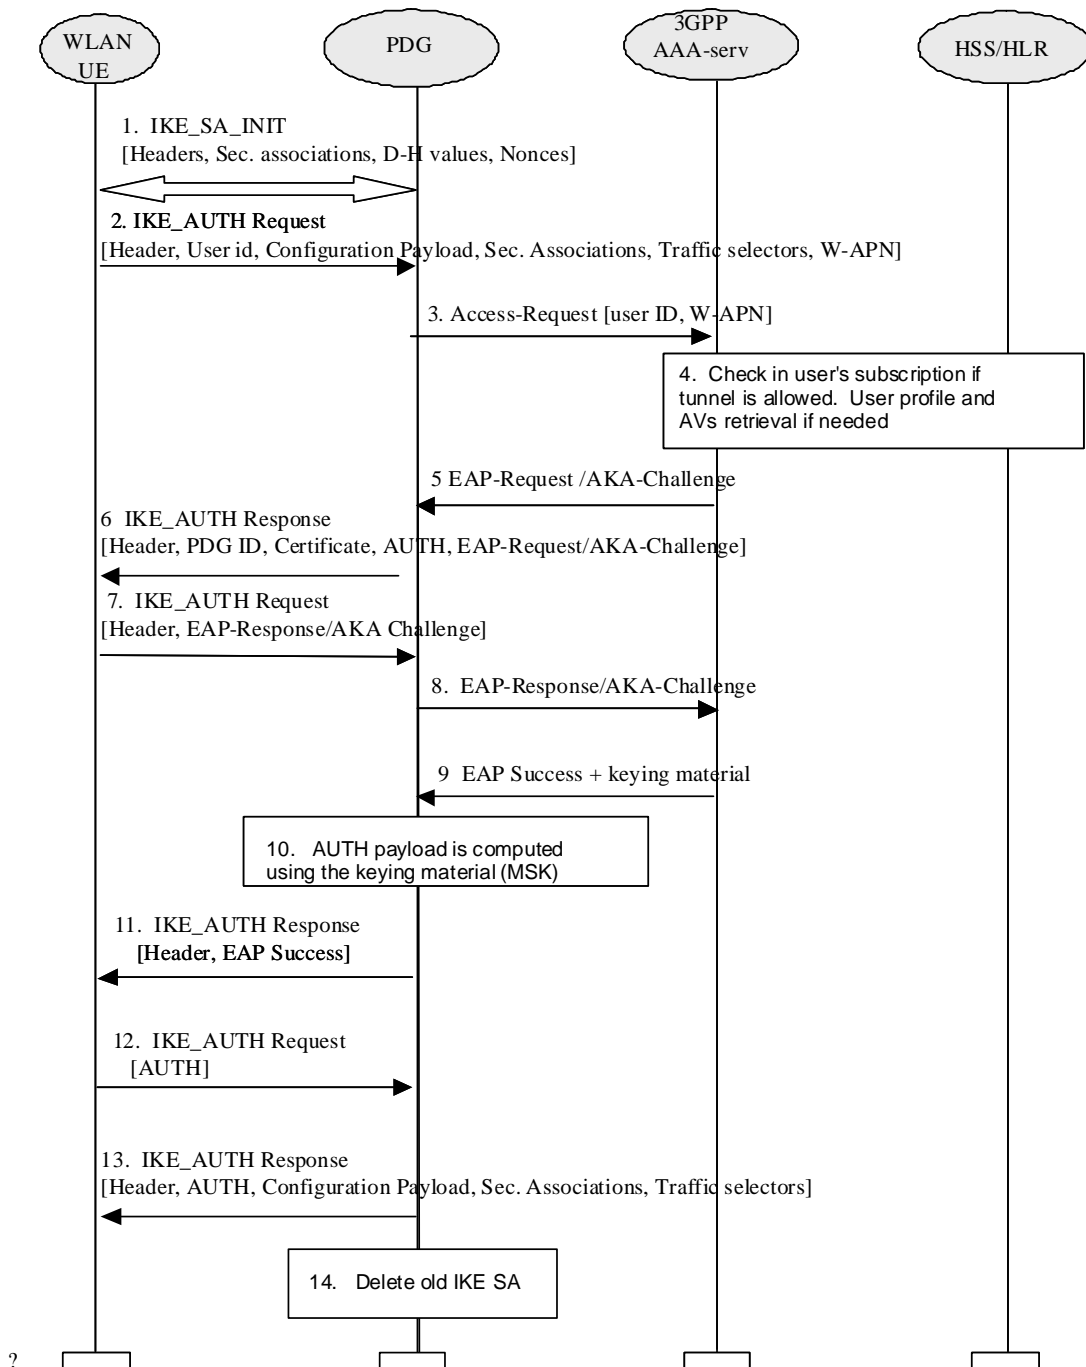 WLAN
UE
PDG
3GPP
AAA-serv
HSS/HLR
1. IKE_SA_INIT
[Headers, Sec. associations, D-H values, Nonces]
2. IKE_AUTH Request
[Header, User id, Configuration Payload, Sec. Associations, Traffic selectors, W-APN]
3. Access-Request [user ID, W-APN]
4. Check in user's subscription if
tunnel is allowed. User profile and
AVs retrieval if needed
5 EAP-Request /AKA-Challenge
6 IKE_AUTH Response
[Header, PDG ID, Certificate, AUTH, EAP-Request/AKA-Challenge]
7. IKE_AUTH Request
[Header, EAP-Response/AKA Challenge]
8. EAP-Response/AKA-Challenge
9 EAP Success + keying material
10. AUTH payload is computed
using the keying material (MSK)
11. IKE_AUTH Response
[Header, EAP Success]
12. IKE_AUTH Request
[AUTH]
13. IKE_AUTH Response
[Header, AUTH, Configuration Payload, Sec. Associations, Traffic selectors]
14. Delete old IKE SA
?